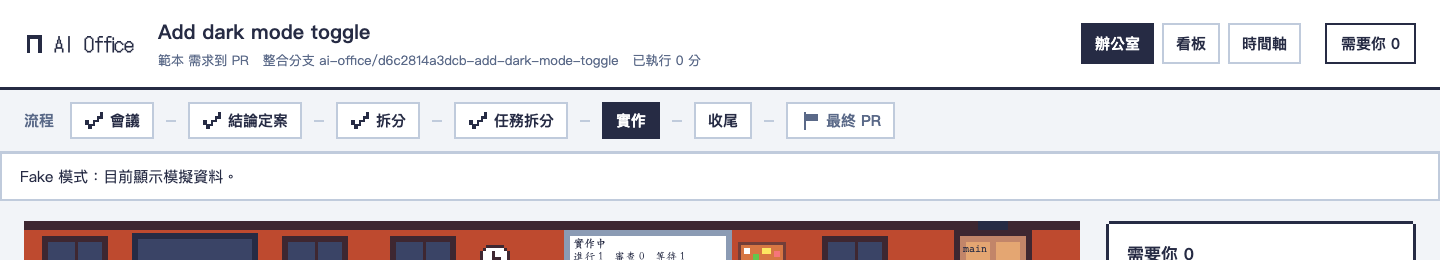 AI Office
Add dark mode toggle
範本 需求到 PR 整合分支 ai-office/d6c2814a3dcb-add-dark-mode-toggle 已執行 0 分
辦公室 看板 時間軸 需要你 0
流程 會議 結論定案 拆分 任務拆分 實作 收尾 最終 PR
Fake 模式：目前顯示模擬資料。
實作中
進行1 審查0 等待1
main
需要你 0